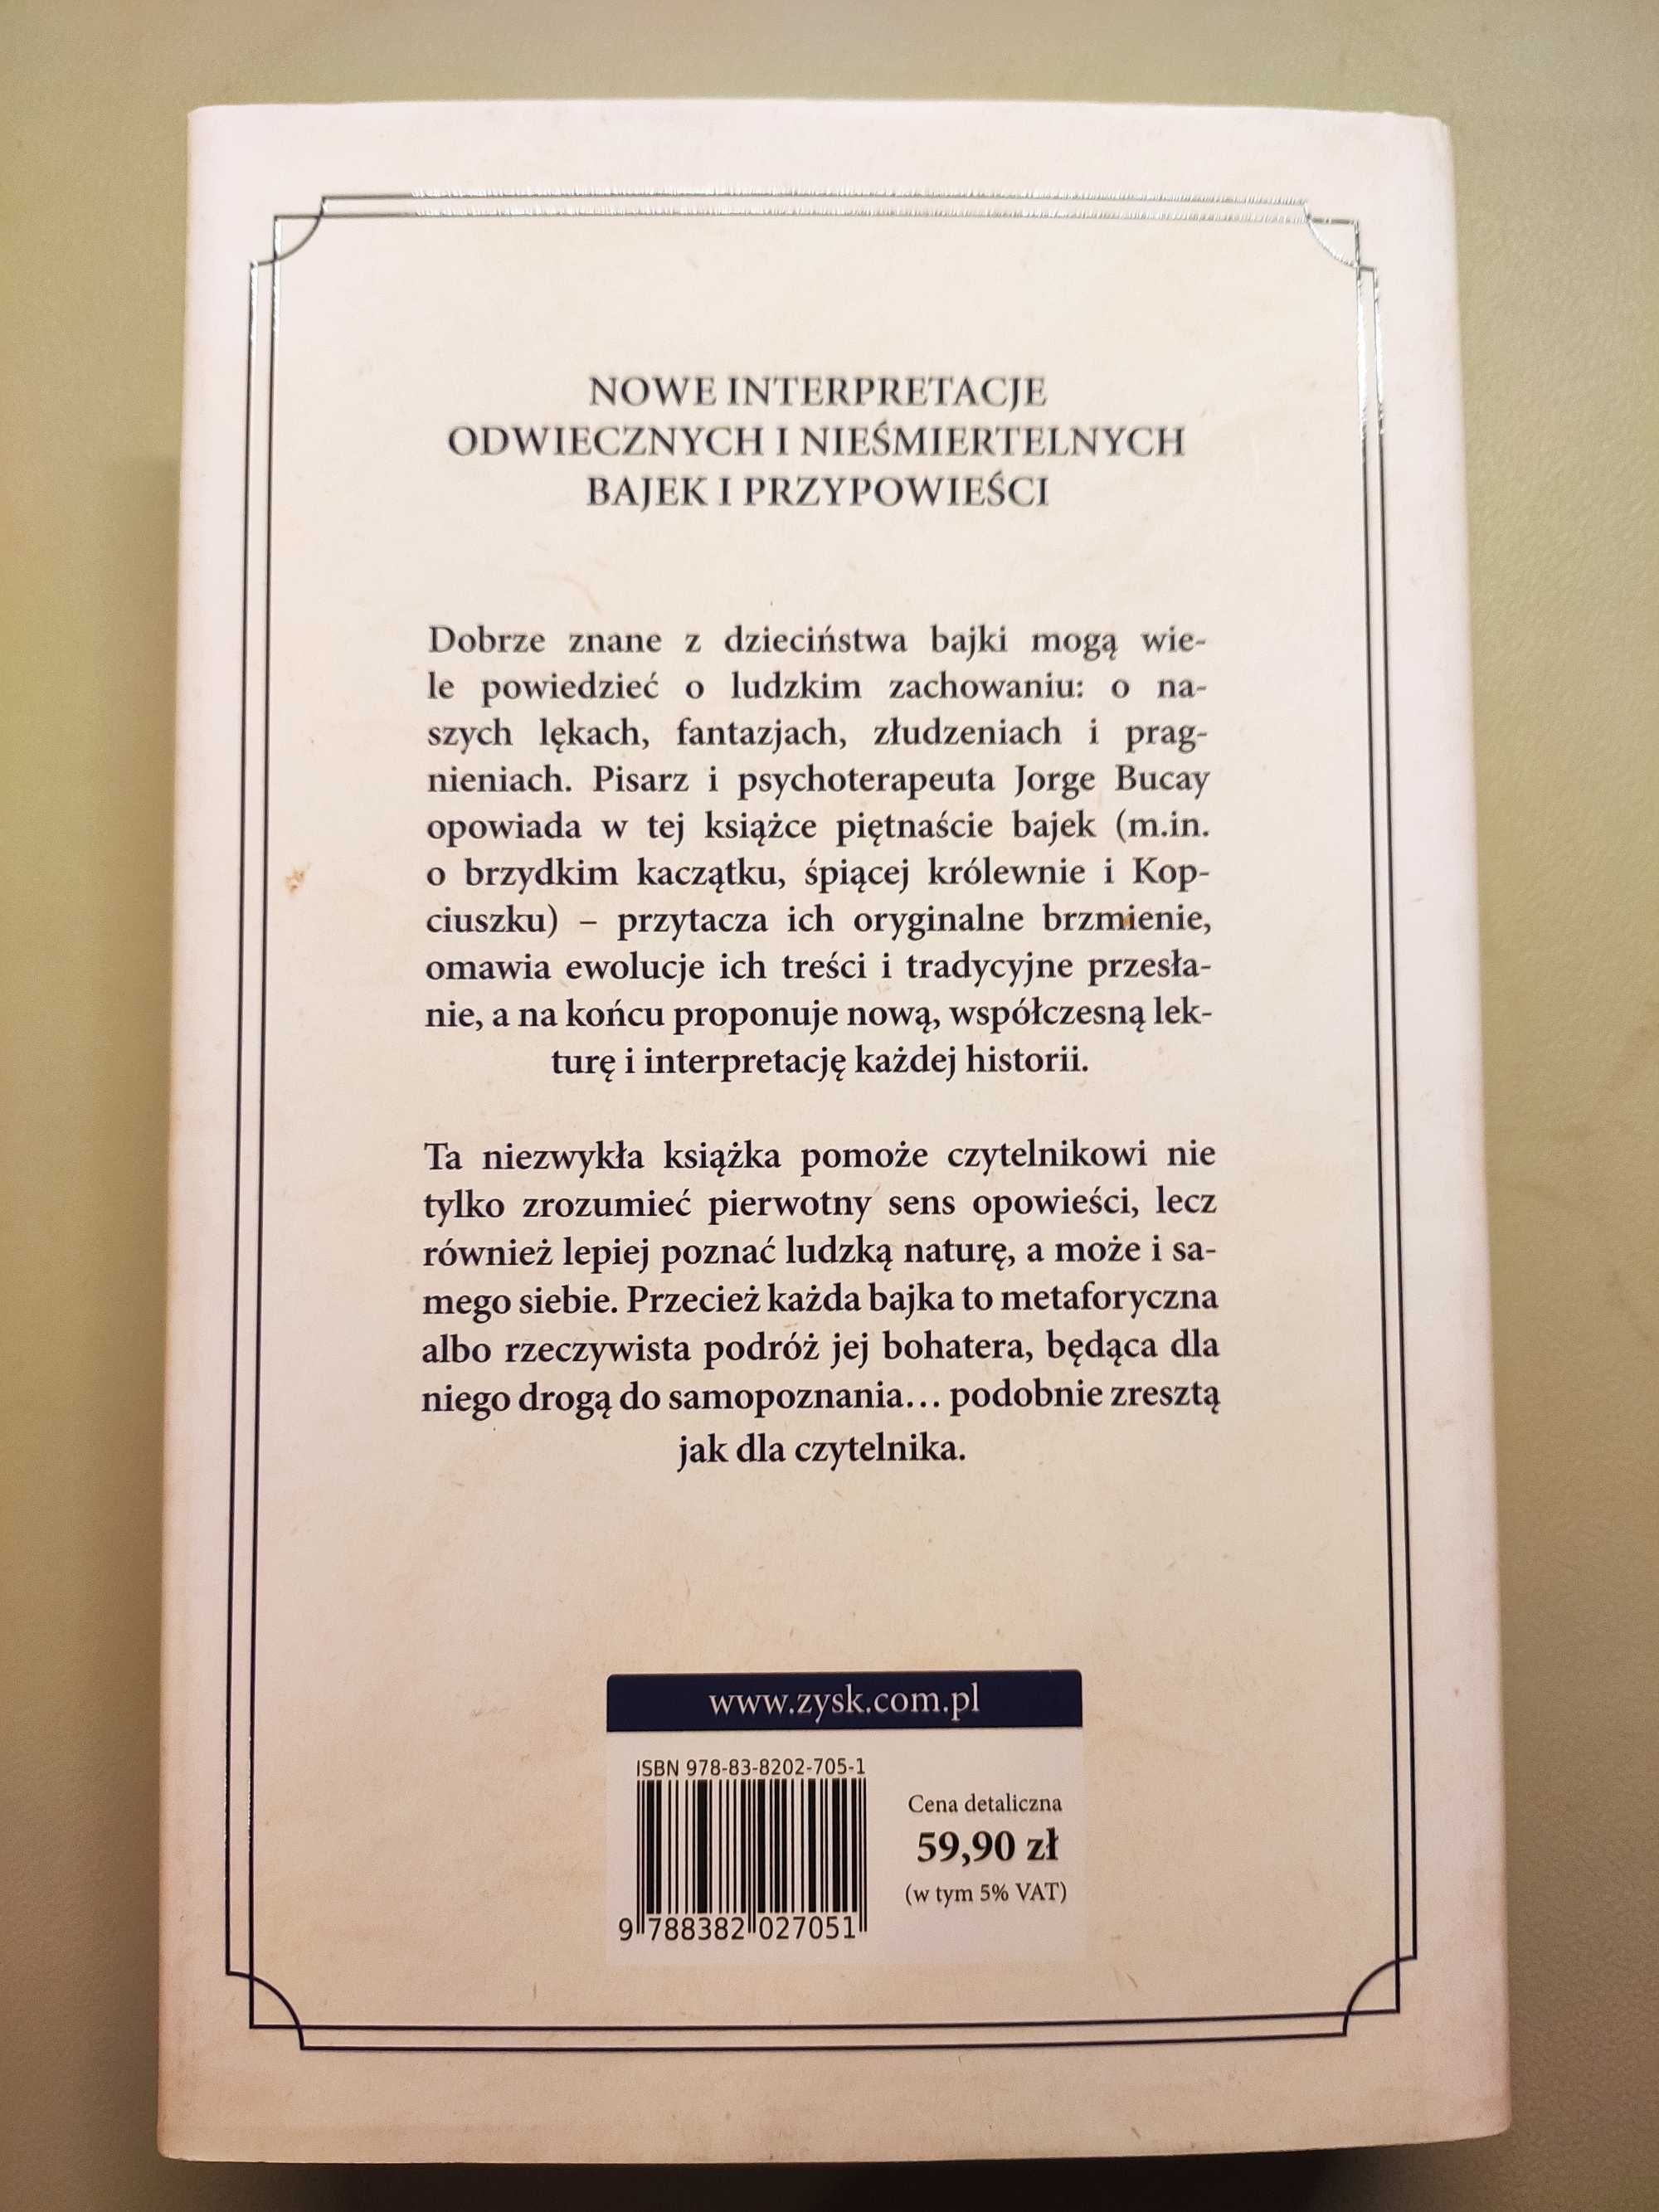 NOWE INTERPRETACJE
ODWIECZNYCH I NIEŚMIERTELNYCH
BAJEK I PRZYPOWIEŚCI
Dobrze znane z dzieciństwa bajki mogą wie-
le powiedzieć o ludzkim zachowaniu: o na-
szych lękach, fantazjach, złudzeniach i prag-
nieniach. Pisarz i psychoterapeuta Jorge Bucay
opowiada w tej książce piętnaście bajek (m.in.
o brzydkim kaczątku, śpiącej królewnie i Kop-
ciuszku) – przytacza ich oryginalne brzmienie,
omawia ewolucje ich treści i tradycyjne przesła-
nie, a na końcu proponuje nową, współczesną lek-
turę i interpretację każdej historii.
Ta niezwykła książka pomoże czytelnikowi nie
tylko zrozumieć pierwotny sens opowieści, lecz
również lepiej poznać ludzką naturę, a może i sa-
mego siebie. Przecież każda bajka to metaforyczna
albo rzeczywista podróż jej bohatera, będąca dla
niego drogą do samopoznania… podobnie zresztą
jak dla czytelnika.
www.zysk.com.pl
ISBN 978-83-8202-705-1
9 788382 027051
Cena detaliczna
59,90 zł
(w tym 5% VAT)